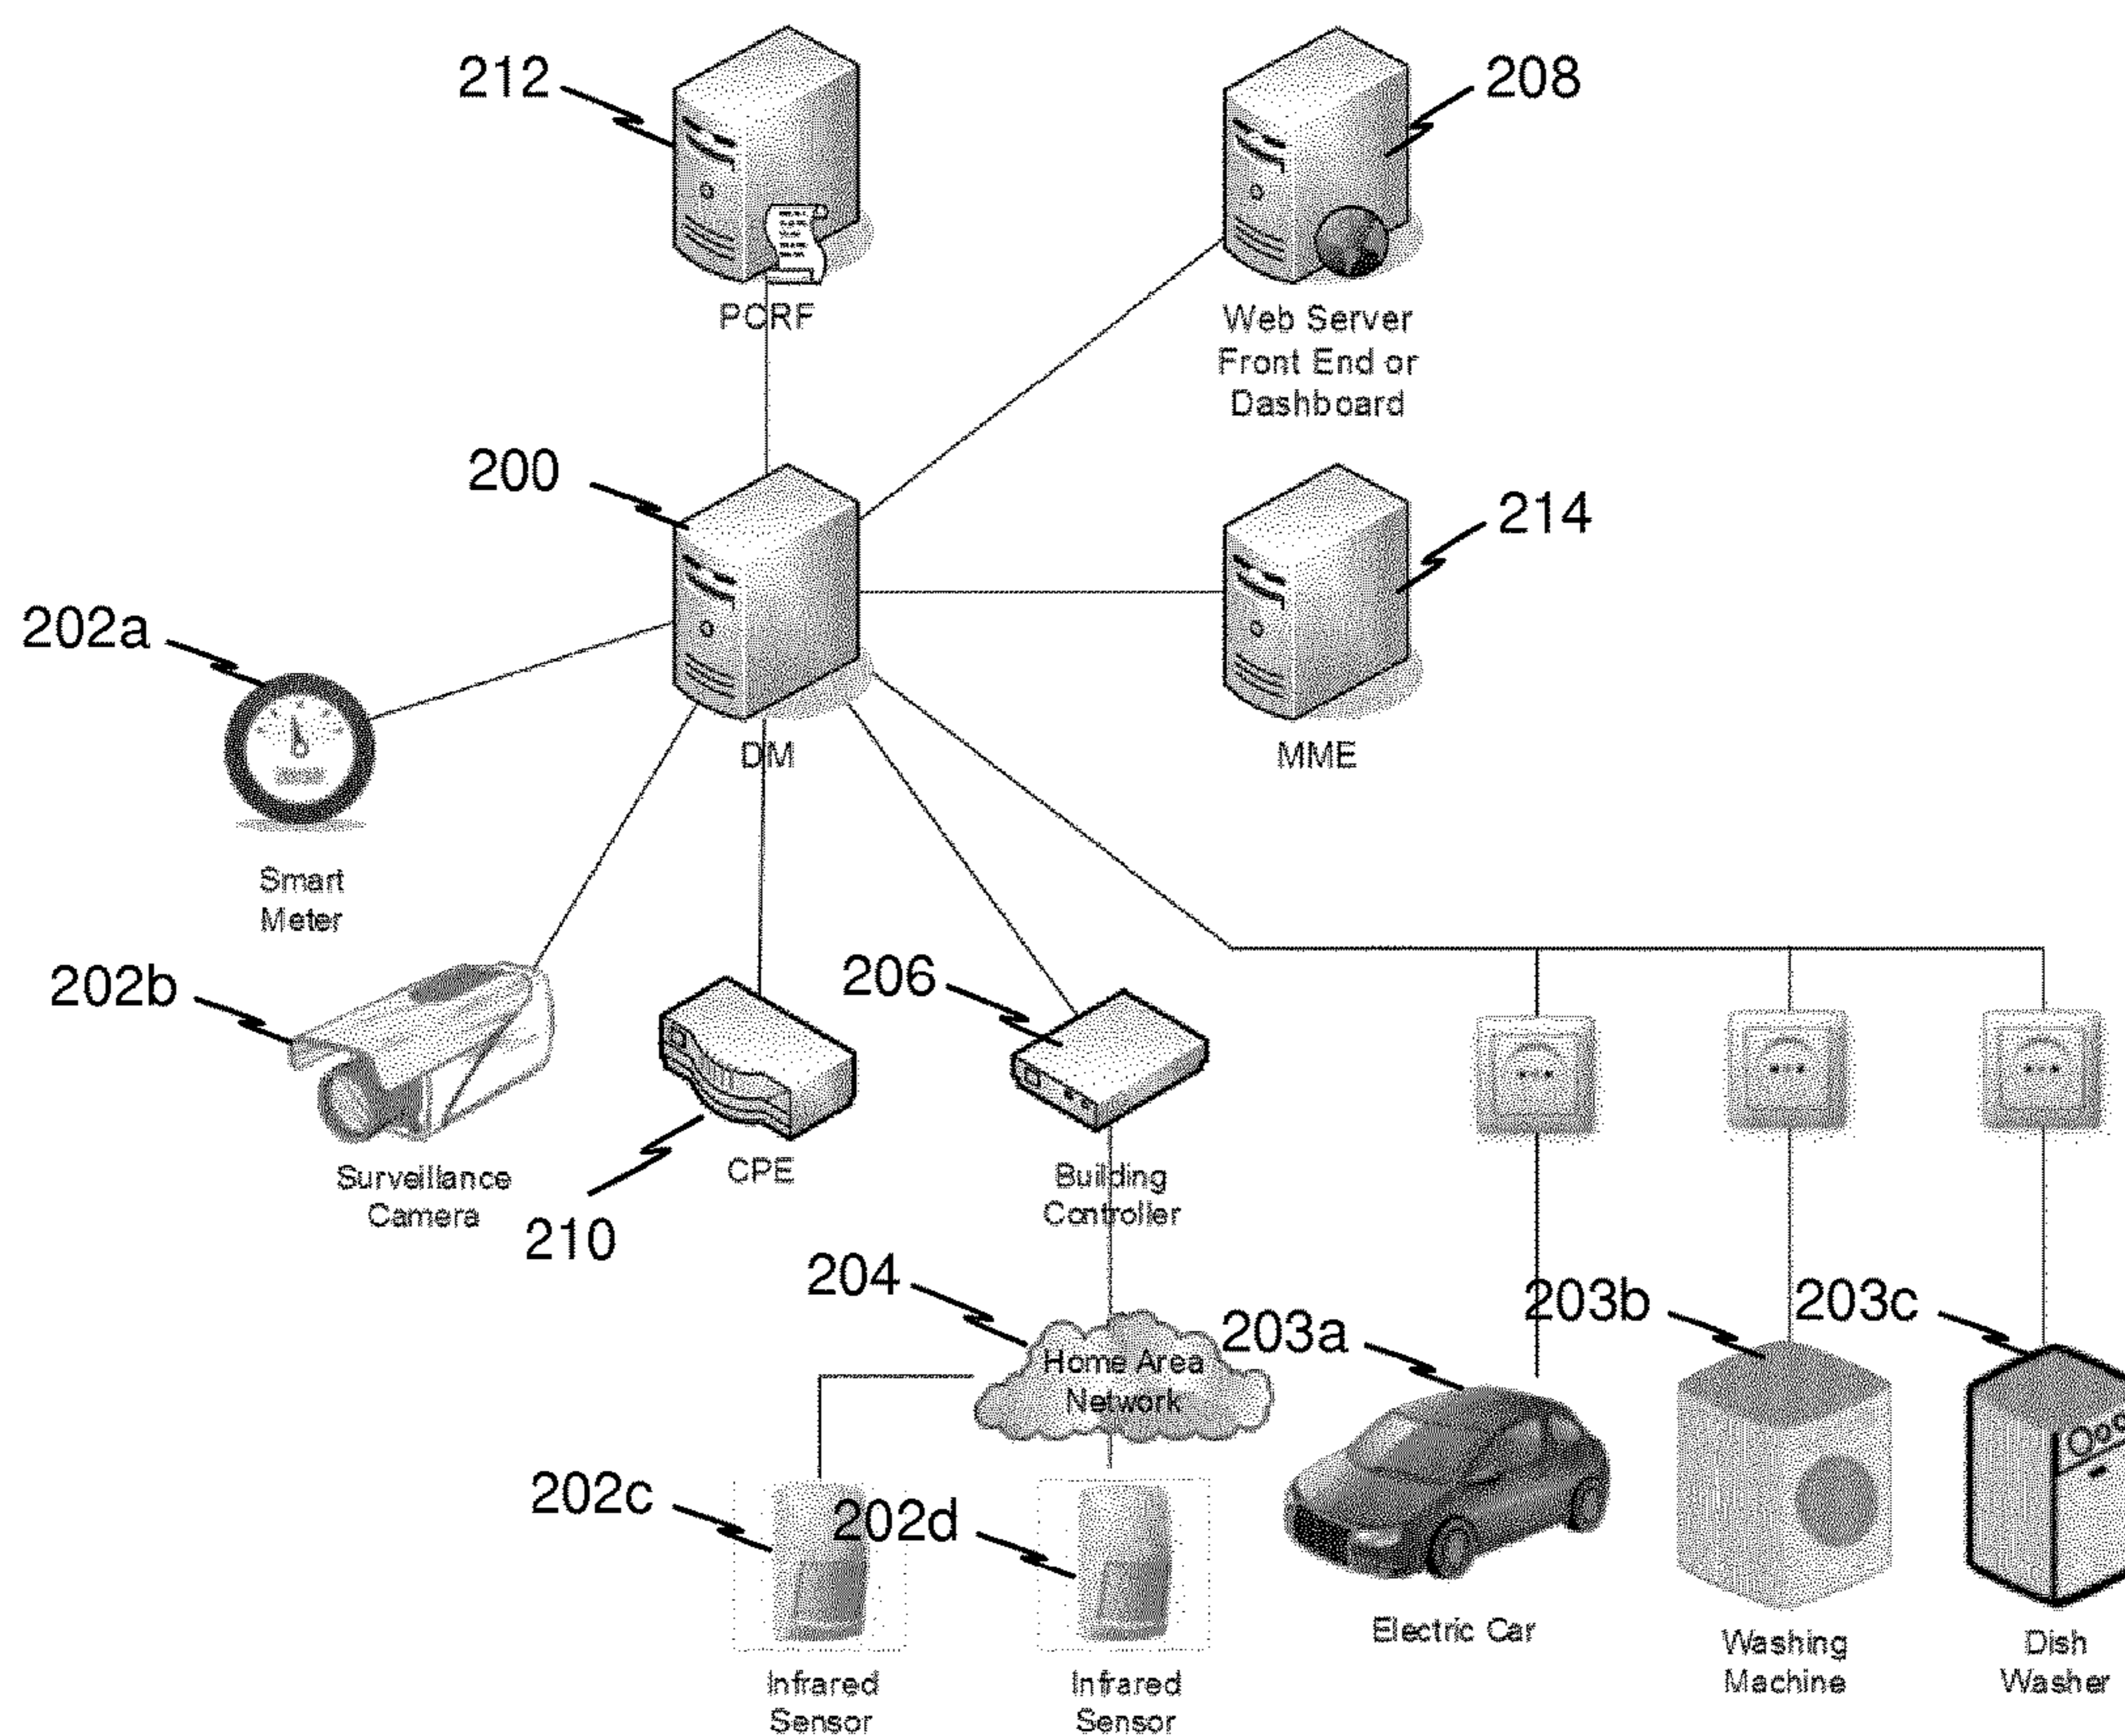 212
208
PCRF
Web Server
Front End or
Dashboard
200
214
202a
DM
MME
Smart
Meter
202b
206
Surveillance
Camera
CPE
Building
Controller
210
204
203a
203b
203c
Home Area
Network
202c
202d
Electric Car
Washing
Machine
Dish
Washer
Infrared
Sensor
Infrared
Sensor